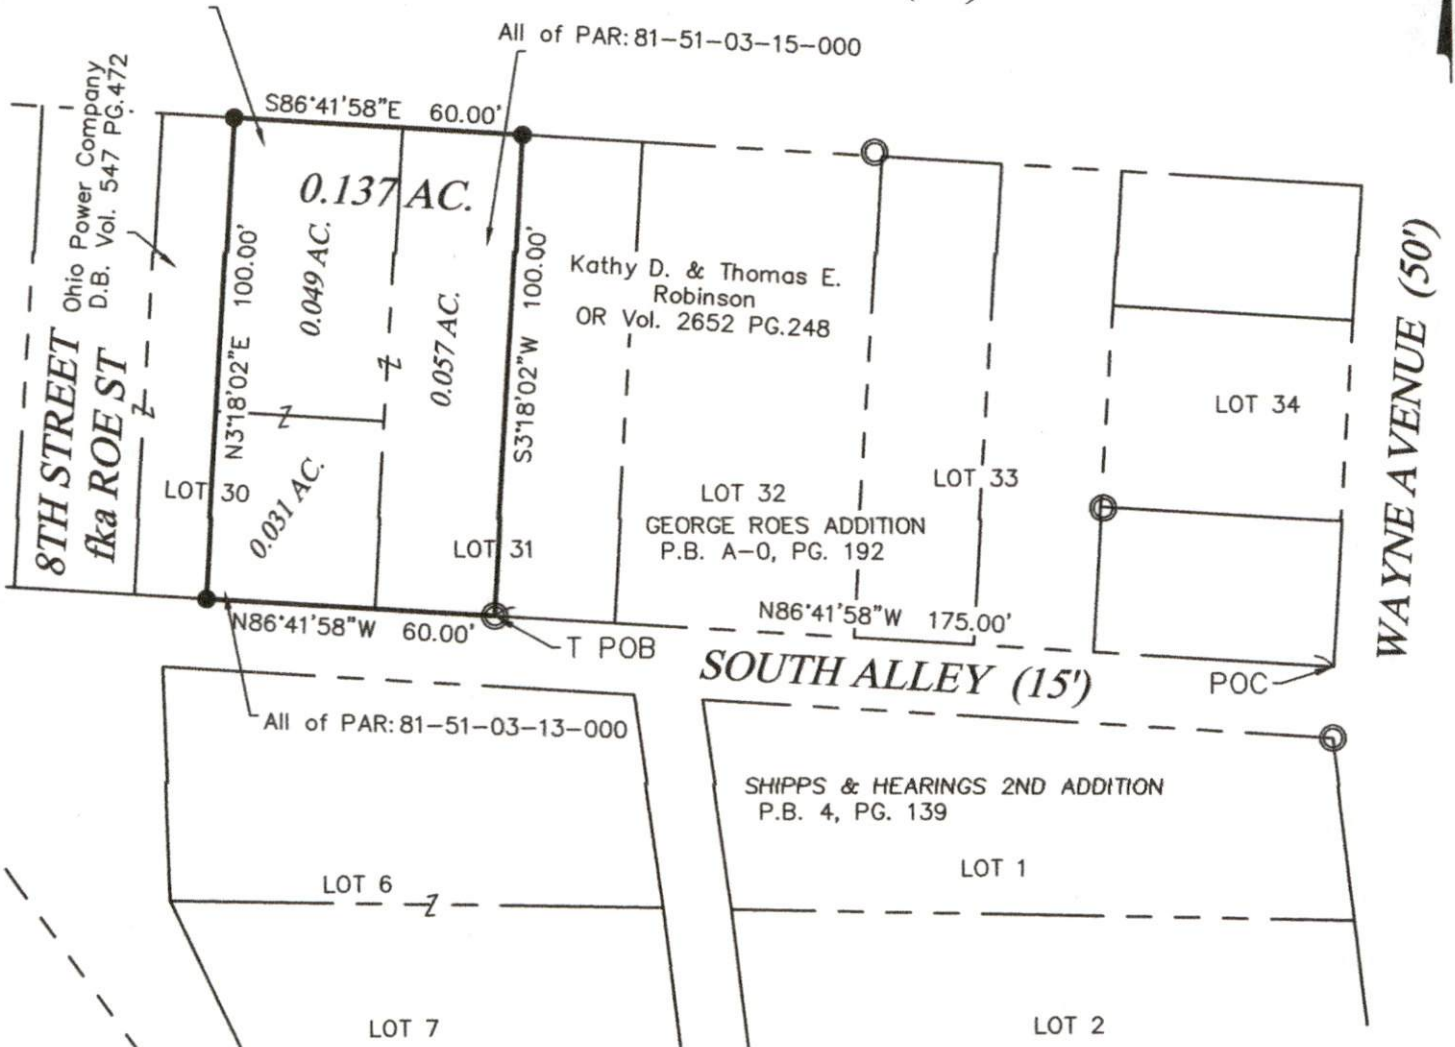 All of PAR: 81-51-03-15-000
Ohio Power Company
D.B. Vol. 547 PG.472
S86°41'58"E 60.00'
0.137 AC.
N3°18'02"E 100.00'
0.049 AC.
0.057 AC.
S3°18'02"W 100.00'
0.031 AC.
Kathy D. & Thomas E.
Robinson
OR Vol. 2652 PG.248
WAYNE AVENUE (50')
LOT 34
8TH STREET
fka ROE ST
LOT 30
LOT 31
LOT 32
LOT 33
GEORGE ROES ADDITION
P.B. A-0, PG. 192
N86°41'58"W 60.00'
N86°41'58"W 175.00'
T POB
SOUTH ALLEY (15')
POC
All of PAR: 81-51-03-13-000
SHIPPS & HEARINGS 2ND ADDITION
P.B. 4, PG. 139
LOT 6
LOT 1
LOT 7
LOT 2